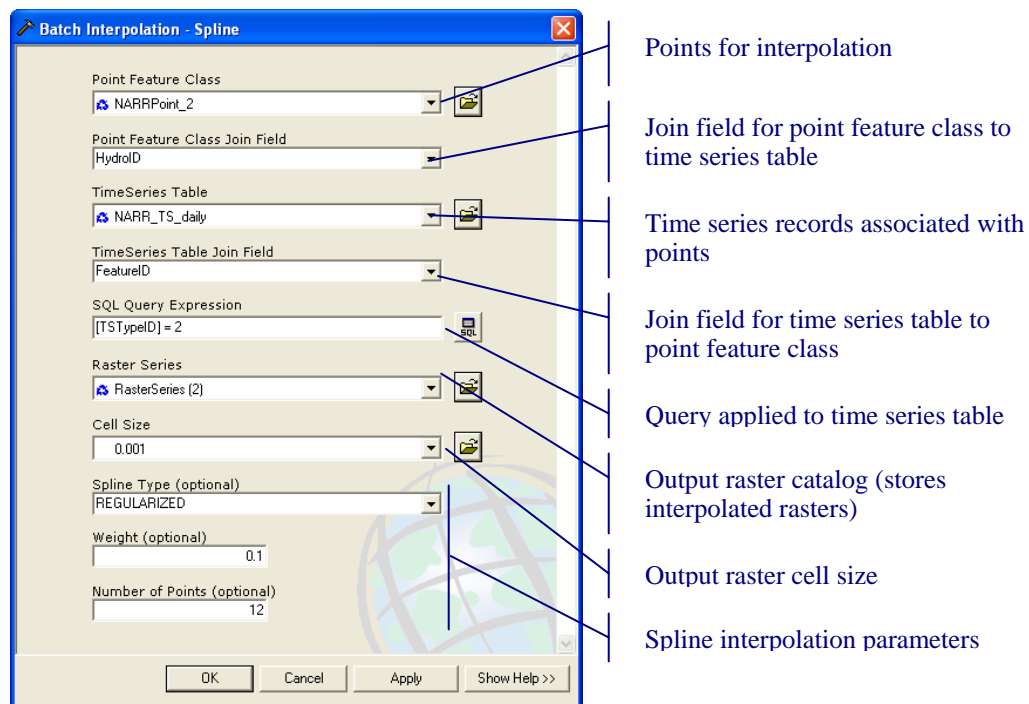 Batch Interpolation - Spline
Point Feature Class
NARRPoint_2
Point Feature Class Join Field
HydroID
TimeSeries Table
NARR_TS_daily
TimeSeries Table Join Field
FeatureID
SQL Query Expression
[TSTypeID] = 2
SQL
Raster Series
RasterSeries (2)
Cell Size
0.001
Spline Type (optional)
REGULARIZED
Weight (optional)
0.1
Number of Points (optional)
12
OK
Cancel
Apply
Show Help >>
Points for interpolation
Join field for point feature class to
time series table
Time series records associated with
points
Join field for time series table to
point feature class
Query applied to time series table
Output raster catalog (stores
interpolated rasters)
Output raster cell size
Spline interpolation parameters